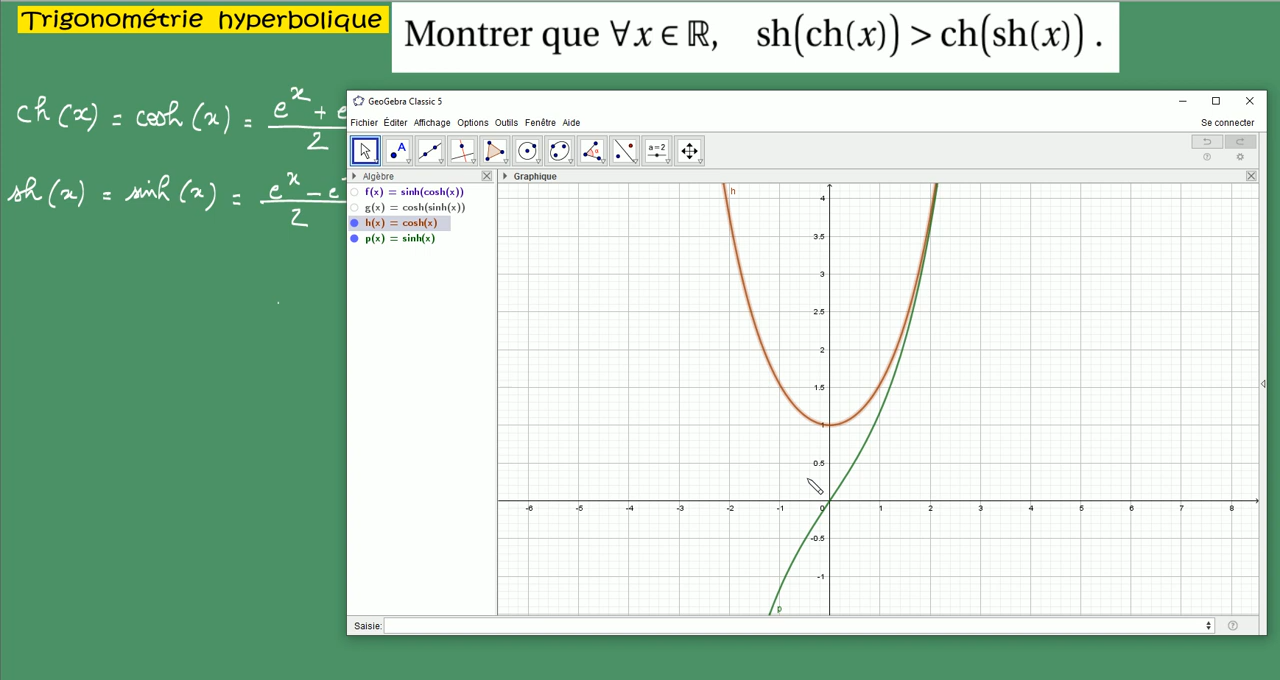 Trigonométrie hyperbolique
Montrer que ∀x ∈ ℝ, sh(ch(x)) > ch(sh(x)) .
ch(x) = cosh(x) = e^x + e
2
sh(x) = sinh(x) = e^x - e
2
GeoGebra Classic 5
Fichier Éditer Affichage Options Outils Fenêtre Aide
Se connecter
a=2
Algèbre
Graphique
f(x) = sinh(cosh(x))
g(x) = cosh(sinh(x))
h(x) = cosh(x)
p(x) = sinh(x)
h
4
3.5
3
2.5
2
1.5
1
0.5
-6 -5 -4 -3 -2 -1 0 1 2 3 4 5 6 7 8
-0.5
-1
p
Saisie: